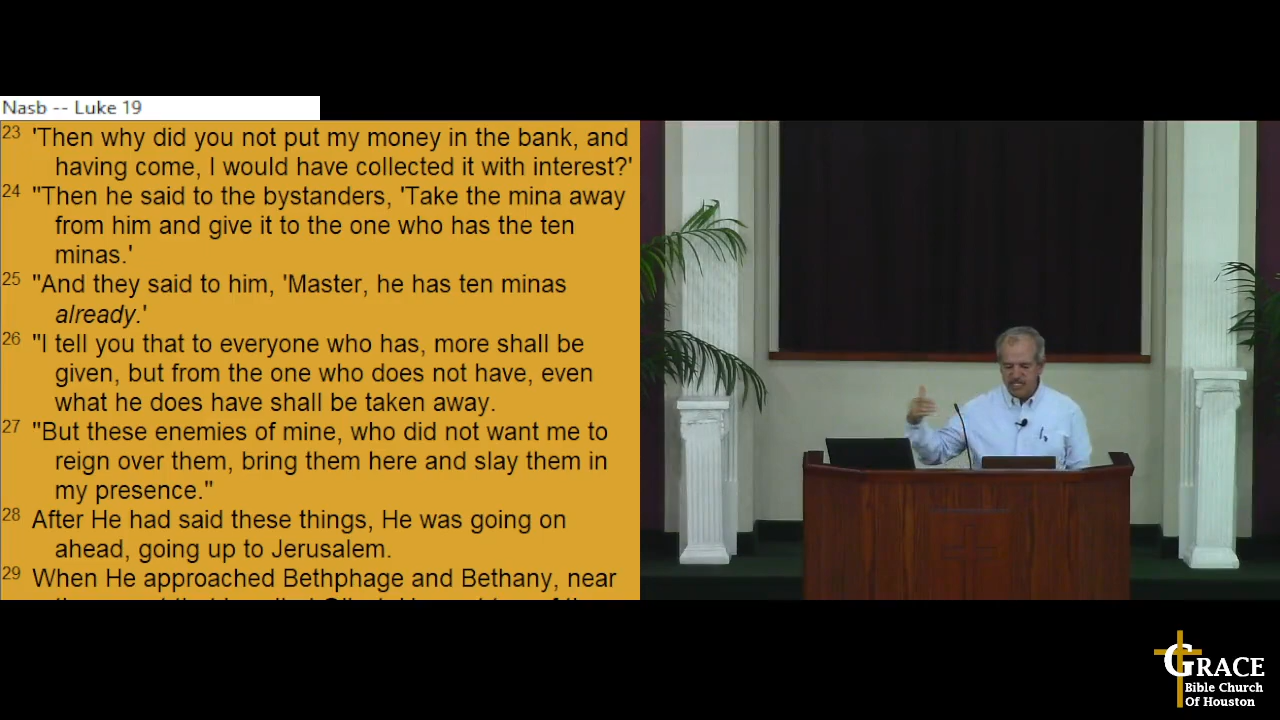 Nasb -- Luke 19
23 'Then why did you not put my money in the bank, and
having come, I would have collected it with interest?'
24 "Then he said to the bystanders, 'Take the mina away
from him and give it to the one who has the ten
minas.'
25 "And they said to him, 'Master, he has ten minas
already.'
26 "I tell you that to everyone who has, more shall be
given, but from the one who does not have, even
what he does have shall be taken away.
27 "But these enemies of mine, who did not want me to
reign over them, bring them here and slay them in
my presence."
28 After He had said these things, He was going on
ahead, going up to Jerusalem.
29 When He approached Bethphage and Bethany, near
GRACE
Bible Church
Of Houston